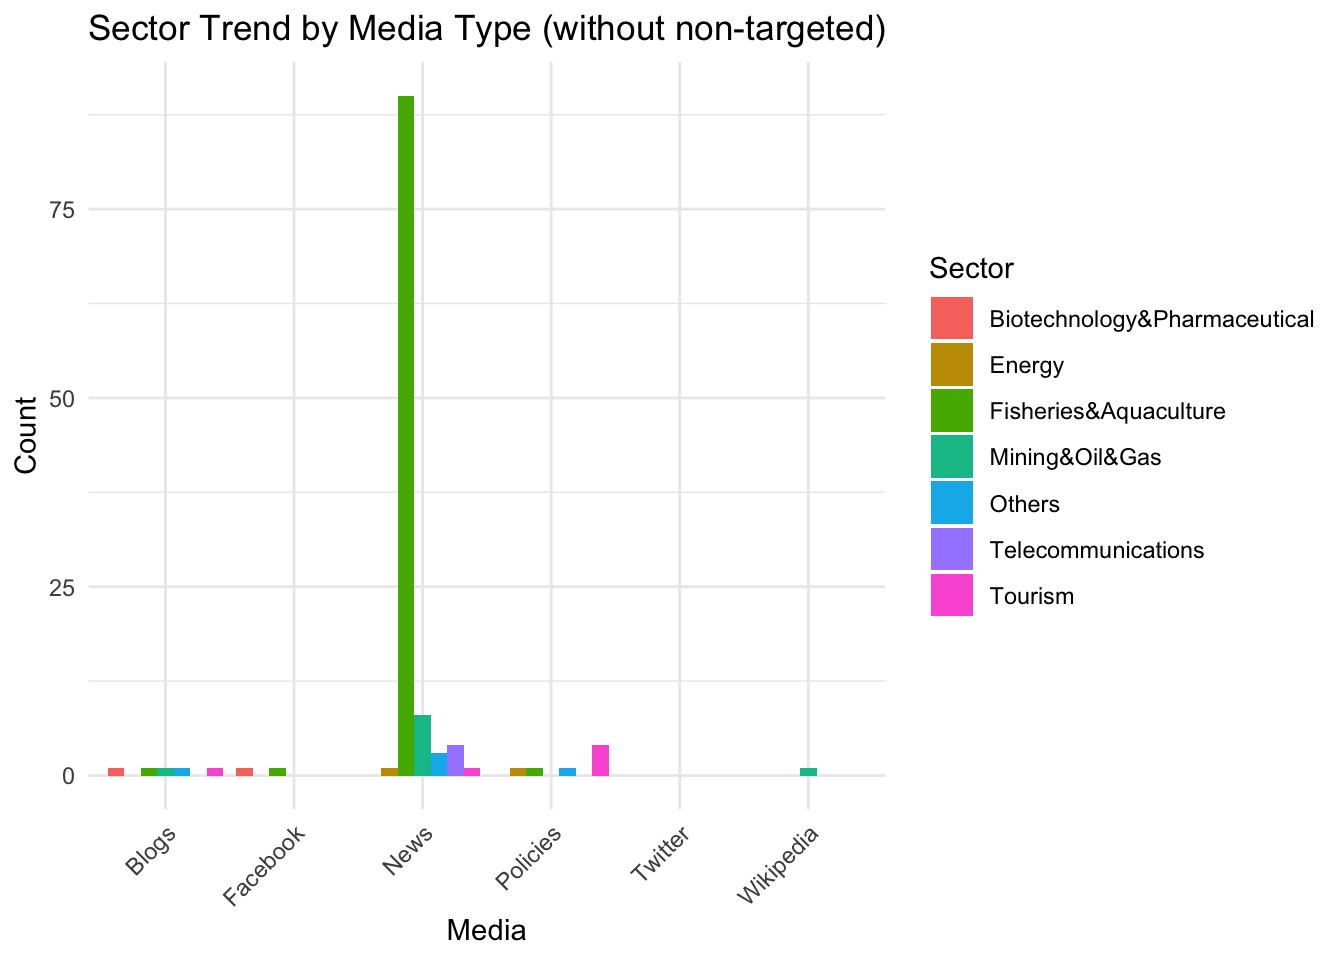 Sector Trend by Media Type (without non-targeted)
75
50
25
0
Count
Blogs
Facebook
News
Policies
Twitter
Wikipedia
Media
Sector
Biotechnology&Pharmaceutical
Energy
Fisheries&Aquaculture
Mining&Oil&Gas
Others
Telecommunications
Tourism